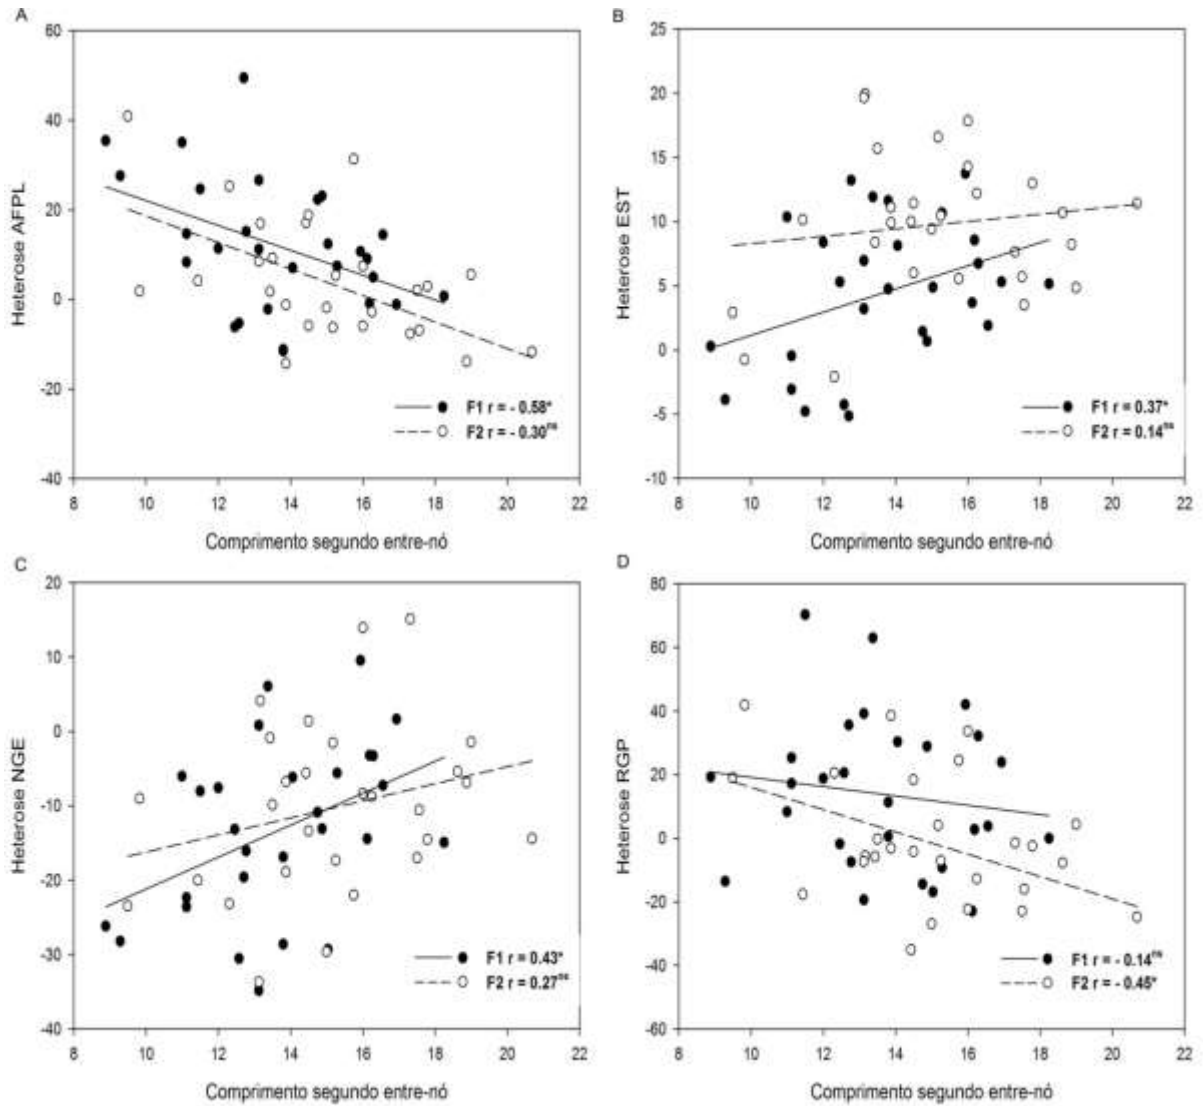 A
Heterose AFPL
60
40
20
0
-20
-40
8 10 12 14 16 18 20 22
Comprimento segundo entre-nó
F1 r = - 0.58*
F2 r = - 0.30ns
B
Heterose EST
25
20
15
10
5
0
-5
-10
8 10 12 14 16 18 20 22
Comprimento segundo entre-nó
F1 r = 0.37*
F2 r = 0.14ns
C
Heterose NGE
20
10
0
-10
-20
-30
-40
8 10 12 14 16 18 20 22
Comprimento segundo entre-nó
F1 r = 0.43*
F2 r = 0.27ns
D
Heterose RGP
80
60
40
20
0
-20
-40
-60
8 10 12 14 16 18 20 22
Comprimento segundo entre-nó
F1 r = - 0.14ns
F2 r = - 0.45*